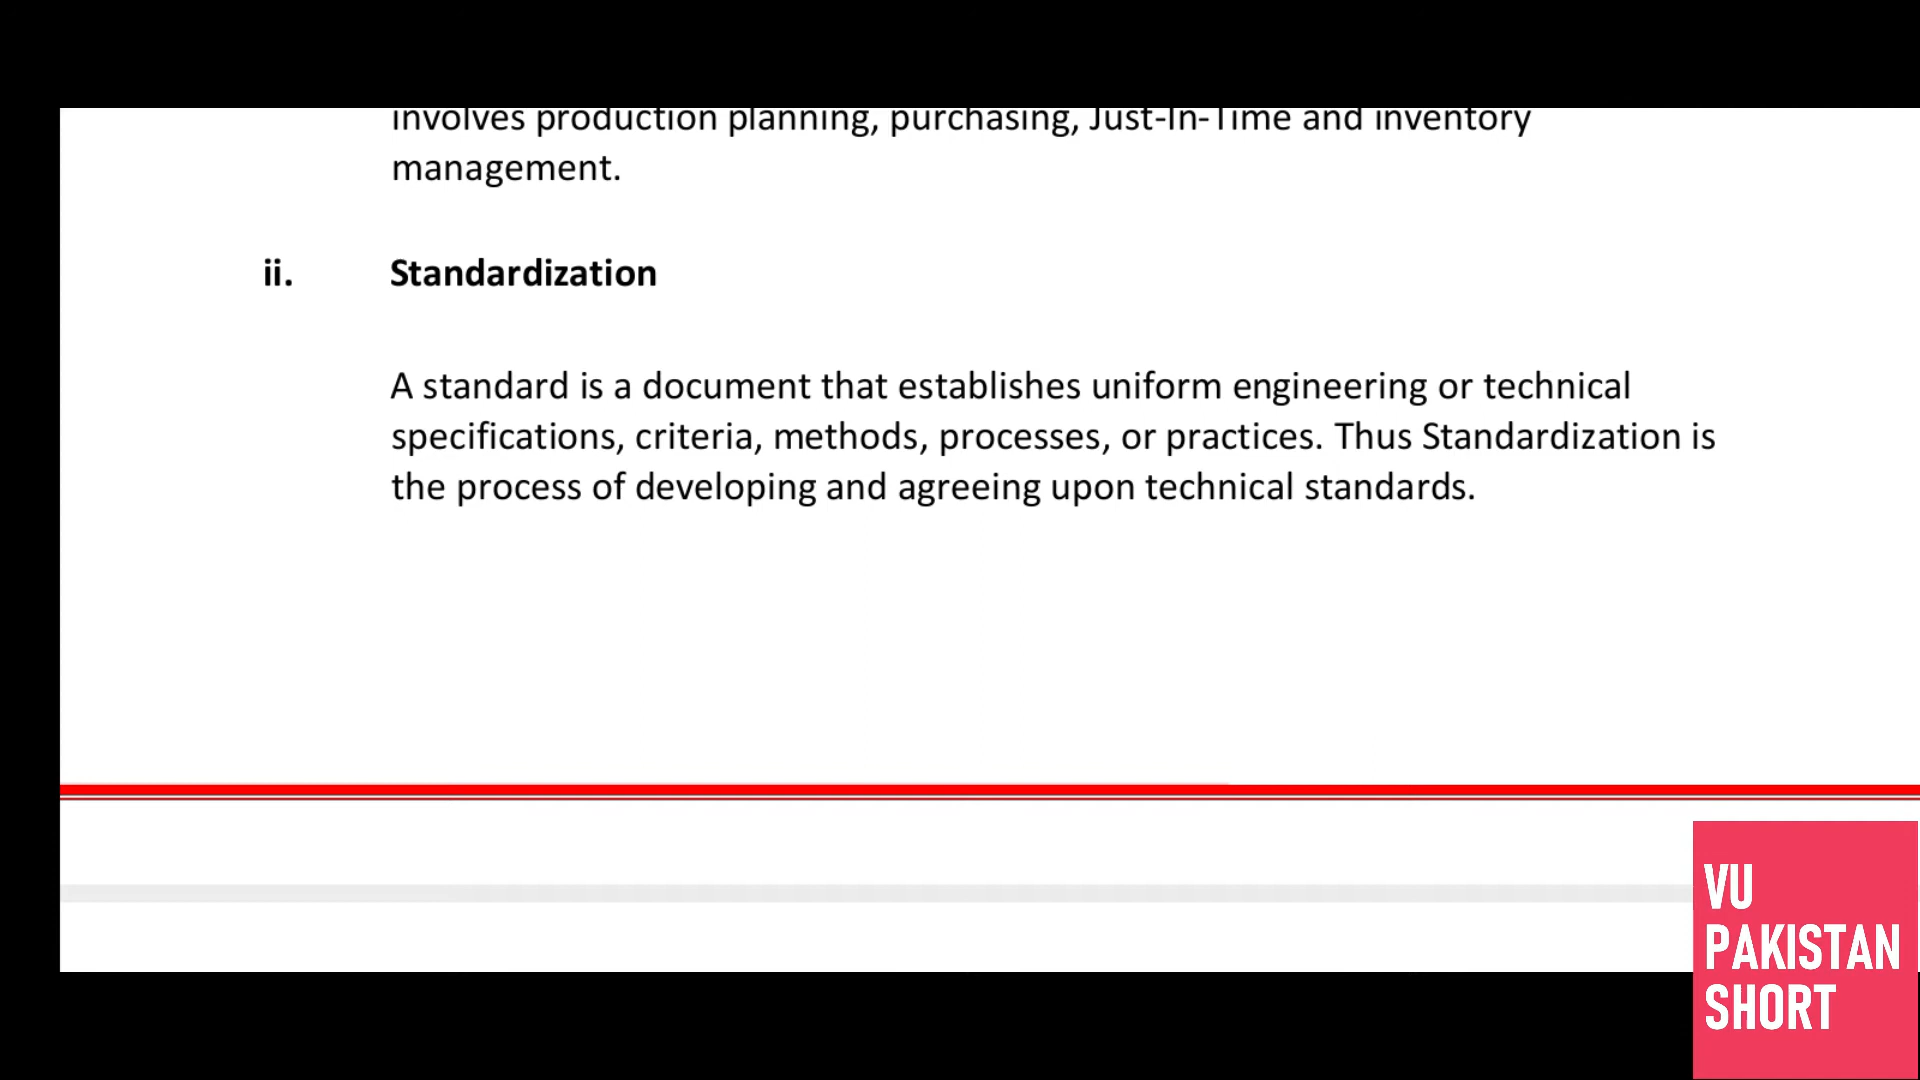 involves production planning, purchasing, Just-In-Time and inventory
management.
ii. Standardization
A standard is a document that establishes uniform engineering or technical
specifications, criteria, methods, processes, or practices. Thus Standardization is
the process of developing and agreeing upon technical standards.
VU
PAKISTAN
SHORT